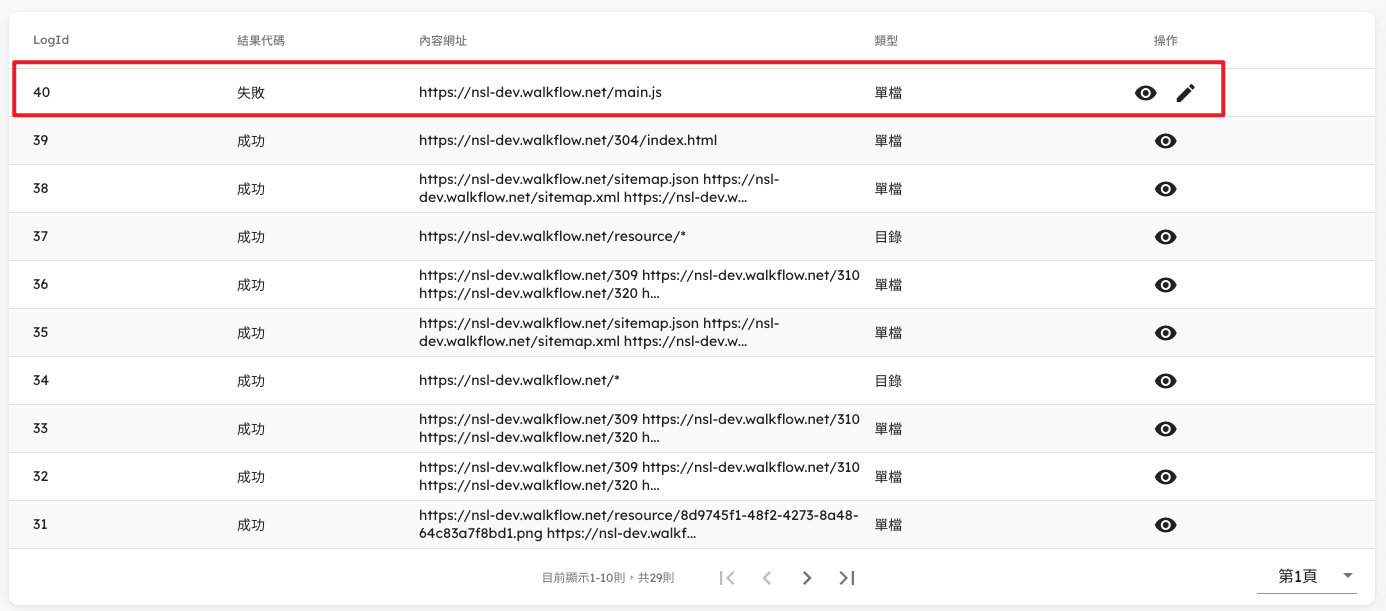 LogId 結果代碼 內容網址 類型 操作
40 失敗 https://nsl-dev.walkflow.net/main.js 單檔
39 成功 https://nsl-dev.walkflow.net/304/index.html 單檔
38 成功 https://nsl-dev.walkflow.net/sitemap.json https://nsl-
dev.walkflow.net/sitemap.xml https://nsl-dev.w... 單檔
37 成功 https://nsl-dev.walkflow.net/resource/* 目錄
36 成功 https://nsl-dev.walkflow.net/309 https://nsl-dev.walkflow.net/310
https://nsl-dev.walkflow.net/320 h... 單檔
35 成功 https://nsl-dev.walkflow.net/sitemap.json https://nsl-
dev.walkflow.net/sitemap.xml https://nsl-dev.w... 單檔
34 成功 https://nsl-dev.walkflow.net/* 目錄
33 成功 https://nsl-dev.walkflow.net/309 https://nsl-dev.walkflow.net/310
https://nsl-dev.walkflow.net/320 h... 單檔
32 成功 https://nsl-dev.walkflow.net/309 https://nsl-dev.walkflow.net/310
https://nsl-dev.walkflow.net/320 h... 單檔
31 成功 https://nsl-dev.walkflow.net/resource/8d9745f1-48f2-4273-8a48-
64c83a7f8bd1.png https://nsl-dev.walkf... 單檔
目前顯示1-10則，共29則 第1頁